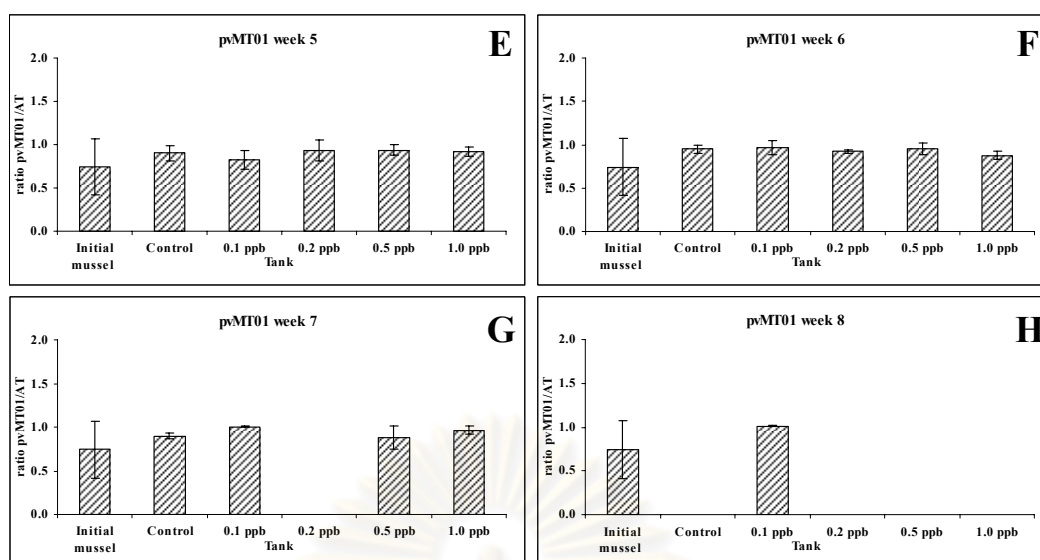 pvMT01 week 5
E
ratio pvMT01/AT
2.0
1.5
1.0
0.5
0.0
Initial mussel Control 0.1 ppb 0.2 ppb 0.5 ppb 1.0 ppb
Tank
pvMT01 week 6
F
ratio pvMT01/AT
2.0
1.5
1.0
0.5
0.0
Initial mussel Control 0.1 ppb 0.2 ppb 0.5 ppb 1.0 ppb
Tank
pvMT01 week 7
G
ratio pvMT01/AT
2.0
1.5
1.0
0.5
0.0
Initial mussel Control 0.1 ppb 0.2 ppb 0.5 ppb 1.0 ppb
Tank
pvMT01 week 8
H
ratio pvMT01/AT
2.0
1.5
1.0
0.5
0.0
Initial mussel Control 0.1 ppb 0.2 ppb 0.5 ppb 1.0 ppb
Tank